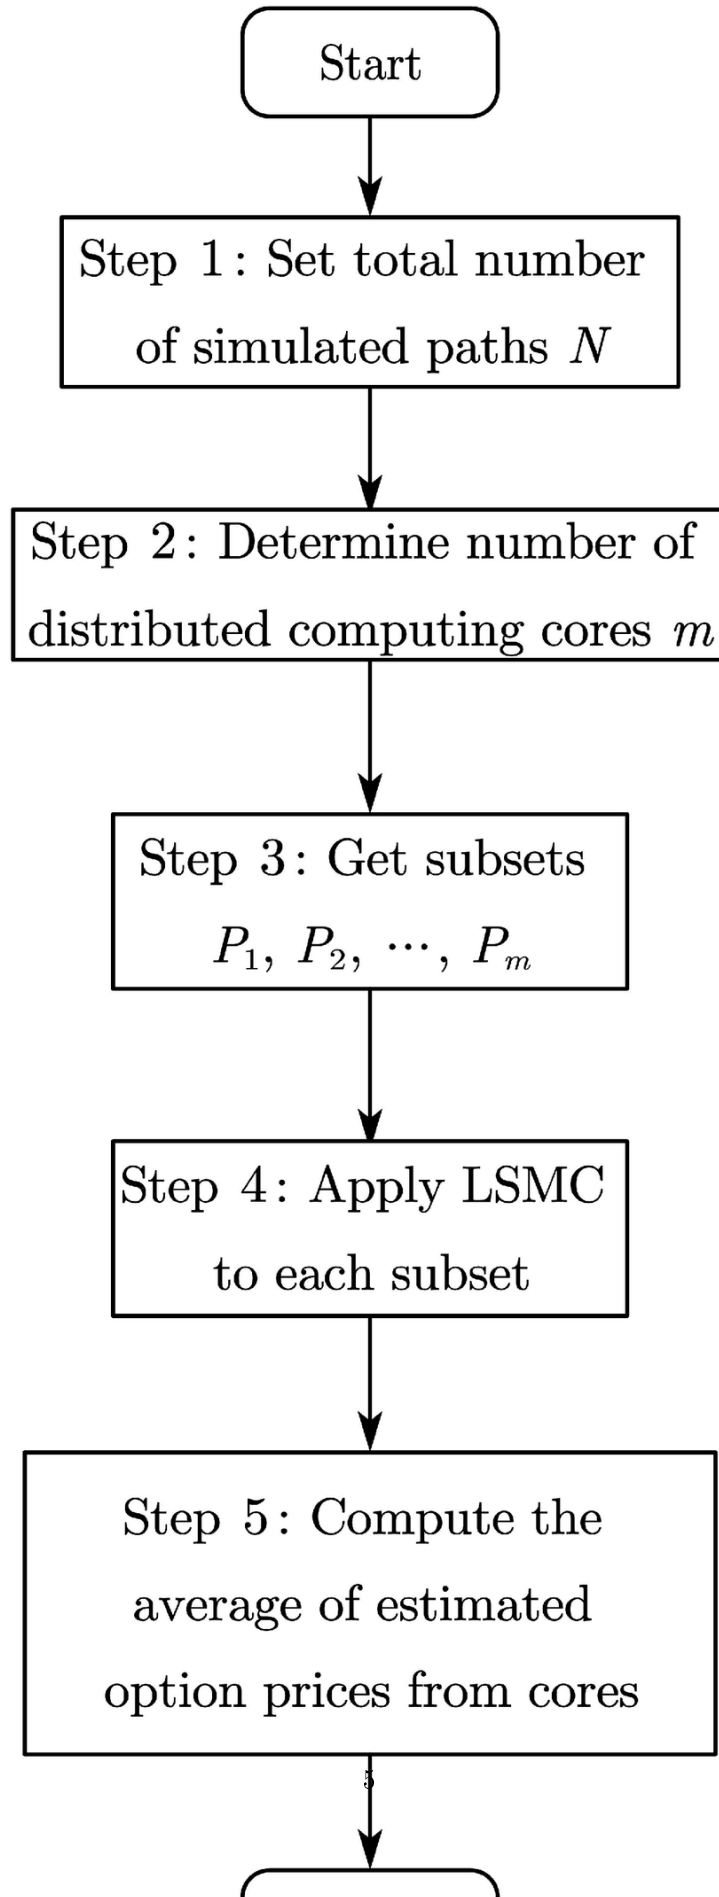 Start
Step 1: Set total number
of simulated paths N
Step 2: Determine number of
distributed computing cores m
Step 3: Get subsets
P₁, P₂, ⋯, Pₘ
Step 4: Apply LSMC
to each subset
Step 5: Compute the
average of estimated
option prices from cores
5